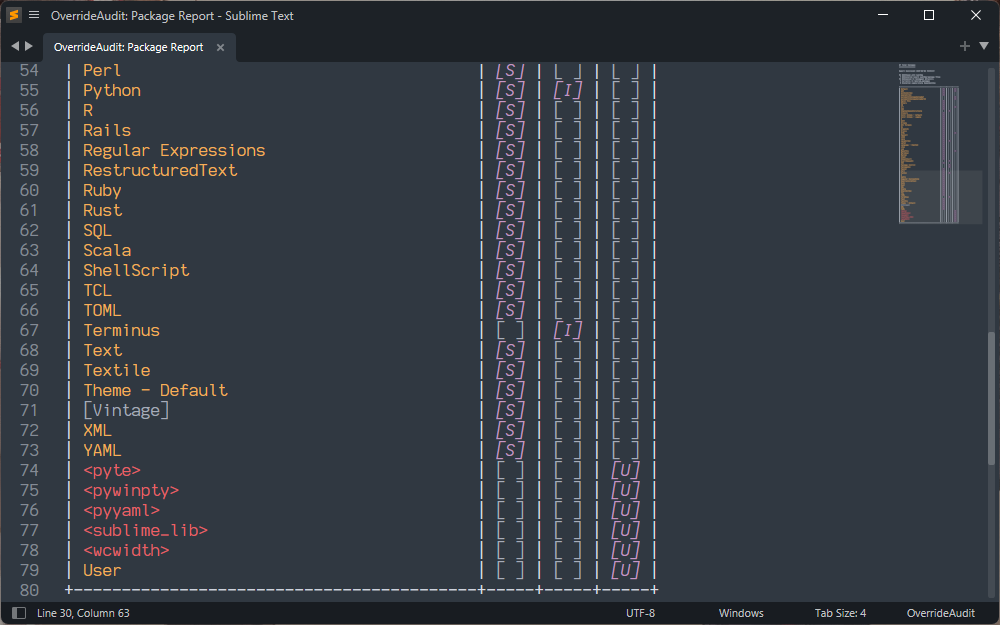 OverrideAudit: Package Report - Sublime Text
OverrideAudit: Package Report
54 | Perl | [S] | [ ] | [ ] |
55 | Python | [S] | [I] | [ ] |
56 | R | [S] | [ ] | [ ] |
57 | Rails | [S] | [ ] | [ ] |
58 | Regular Expressions | [S] | [ ] | [ ] |
59 | RestructuredText | [S] | [ ] | [ ] |
60 | Ruby | [S] | [ ] | [ ] |
61 | Rust | [S] | [ ] | [ ] |
62 | SQL | [S] | [ ] | [ ] |
63 | Scala | [S] | [ ] | [ ] |
64 | ShellScript | [S] | [ ] | [ ] |
65 | TCL | [S] | [ ] | [ ] |
66 | TOML | [S] | [ ] | [ ] |
67 | Terminus | [ ] | [I] | [ ] |
68 | Text | [S] | [ ] | [ ] |
69 | Textile | [S] | [ ] | [ ] |
70 | Theme - Default | [S] | [ ] | [ ] |
71 | [Vintage] | [S] | [ ] | [ ] |
72 | XML | [S] | [ ] | [ ] |
73 | YAML | [S] | [ ] | [ ] |
74 | <pyte> | [ ] | [ ] | [U] |
75 | <pywinpty> | [ ] | [ ] | [U] |
76 | <pyyaml> | [ ] | [ ] | [U] |
77 | <sublime_lib> | [ ] | [ ] | [U] |
78 | <wcwidth> | [ ] | [ ] | [U] |
79 | User | [ ] | [ ] | [U] |
80 +------------------------------------------+-----+-----+-----+
Line 30, Column 63 UTF-8 Windows Tab Size: 4 OverrideAudit